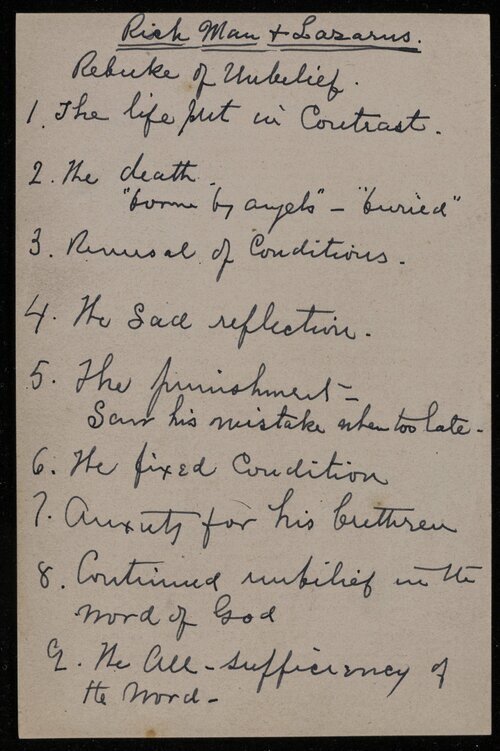 Rich Man + Lazarus.
Rebuke of Unbelief.
1. The life put in Contrast.
2. The death.
"borne by angels" - "buried"
3. Reversal of Conditions.
4. The Sad reflection.
5. The punishment -
Saw his mistake when too late -
6. The fixed Condition
7. Anxiety for his brethren
8. Continued unbelief in the
Word of God
9. The All-sufficiency of
the Word -